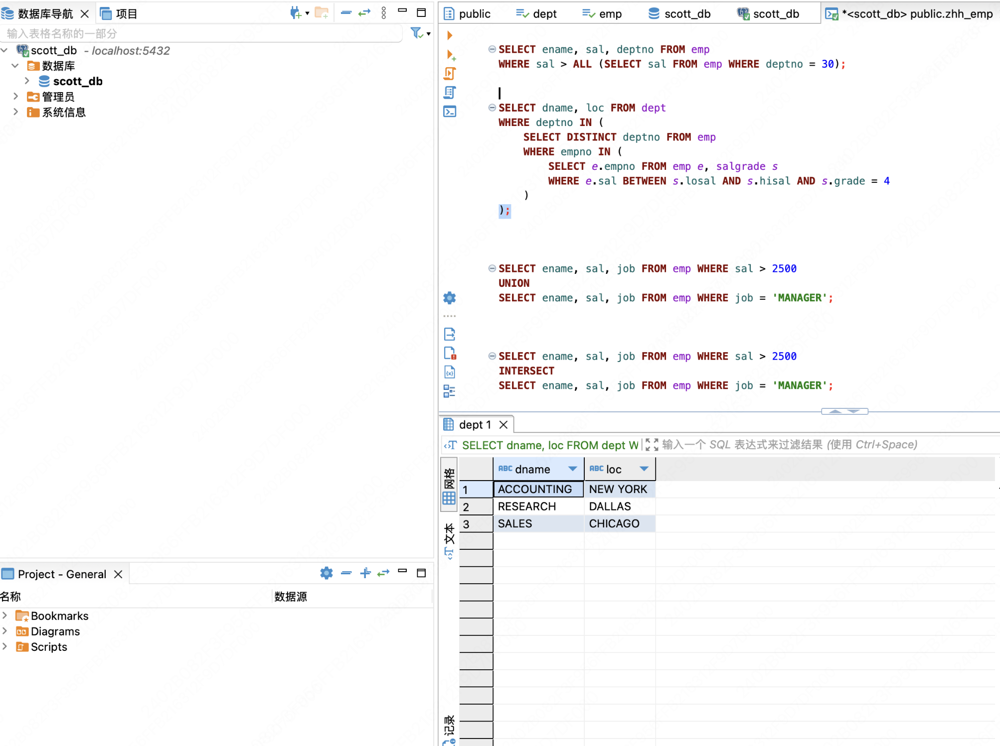 数据库导航
项目
输入表格名称的一部分
scott_db - localhost:5432
数据库
scott_db
管理员
系统信息
Project - General
名称 数据源
Bookmarks
Diagrams
Scripts
public dept emp scott_db scott_db *<scott_db> public.zhh_emp
SELECT ename, sal, deptno FROM emp
WHERE sal > ALL (SELECT sal FROM emp WHERE deptno = 30);
SELECT dname, loc FROM dept
WHERE deptno IN (
SELECT DISTINCT deptno FROM emp
WHERE empno IN (
SELECT e.empno FROM emp e, salgrade s
WHERE e.sal BETWEEN s.losal AND s.hisal AND s.grade = 4
)
);
SELECT ename, sal, job FROM emp WHERE sal > 2500
UNION
SELECT ename, sal, job FROM emp WHERE job = 'MANAGER';
SELECT ename, sal, job FROM emp WHERE sal > 2500
INTERSECT
SELECT ename, sal, job FROM emp WHERE job = 'MANAGER';
dept 1
SELECT dname, loc FROM dept W 输入一个 SQL 表达式来过滤结果 (使用 Ctrl+Space)
网格
文本
记录
ABC dname ABC loc
1 ACCOUNTING NEW YORK
2 RESEARCH DALLAS
3 SALES CHICAGO